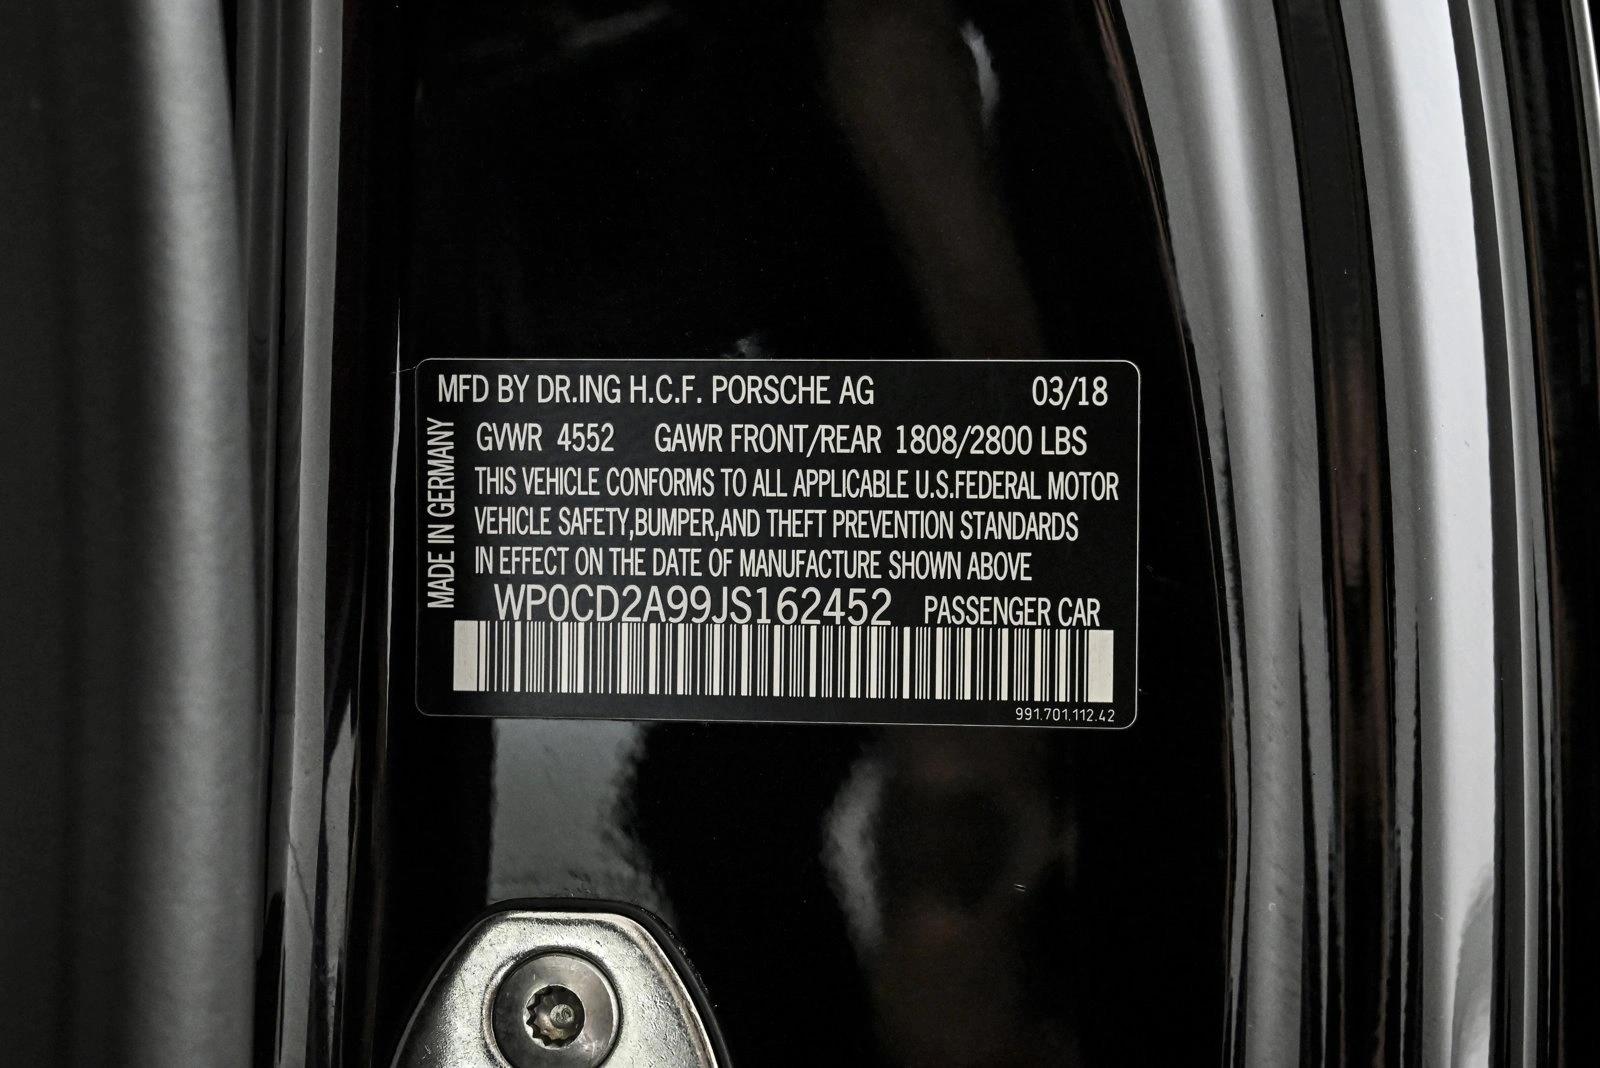 MFD BY DR.ING H.C.F. PORSCHE AG 03/18
MADE IN GERMANY
GVWR 4552 GAWR FRONT/REAR 1808/2800 LBS
THIS VEHICLE CONFORMS TO ALL APPLICABLE U.S.FEDERAL MOTOR
VEHICLE SAFETY,BUMPER,AND THEFT PREVENTION STANDARDS
IN EFFECT ON THE DATE OF MANUFACTURE SHOWN ABOVE
WP0CD2A99JS162452 PASSENGER CAR
991.701.112.42